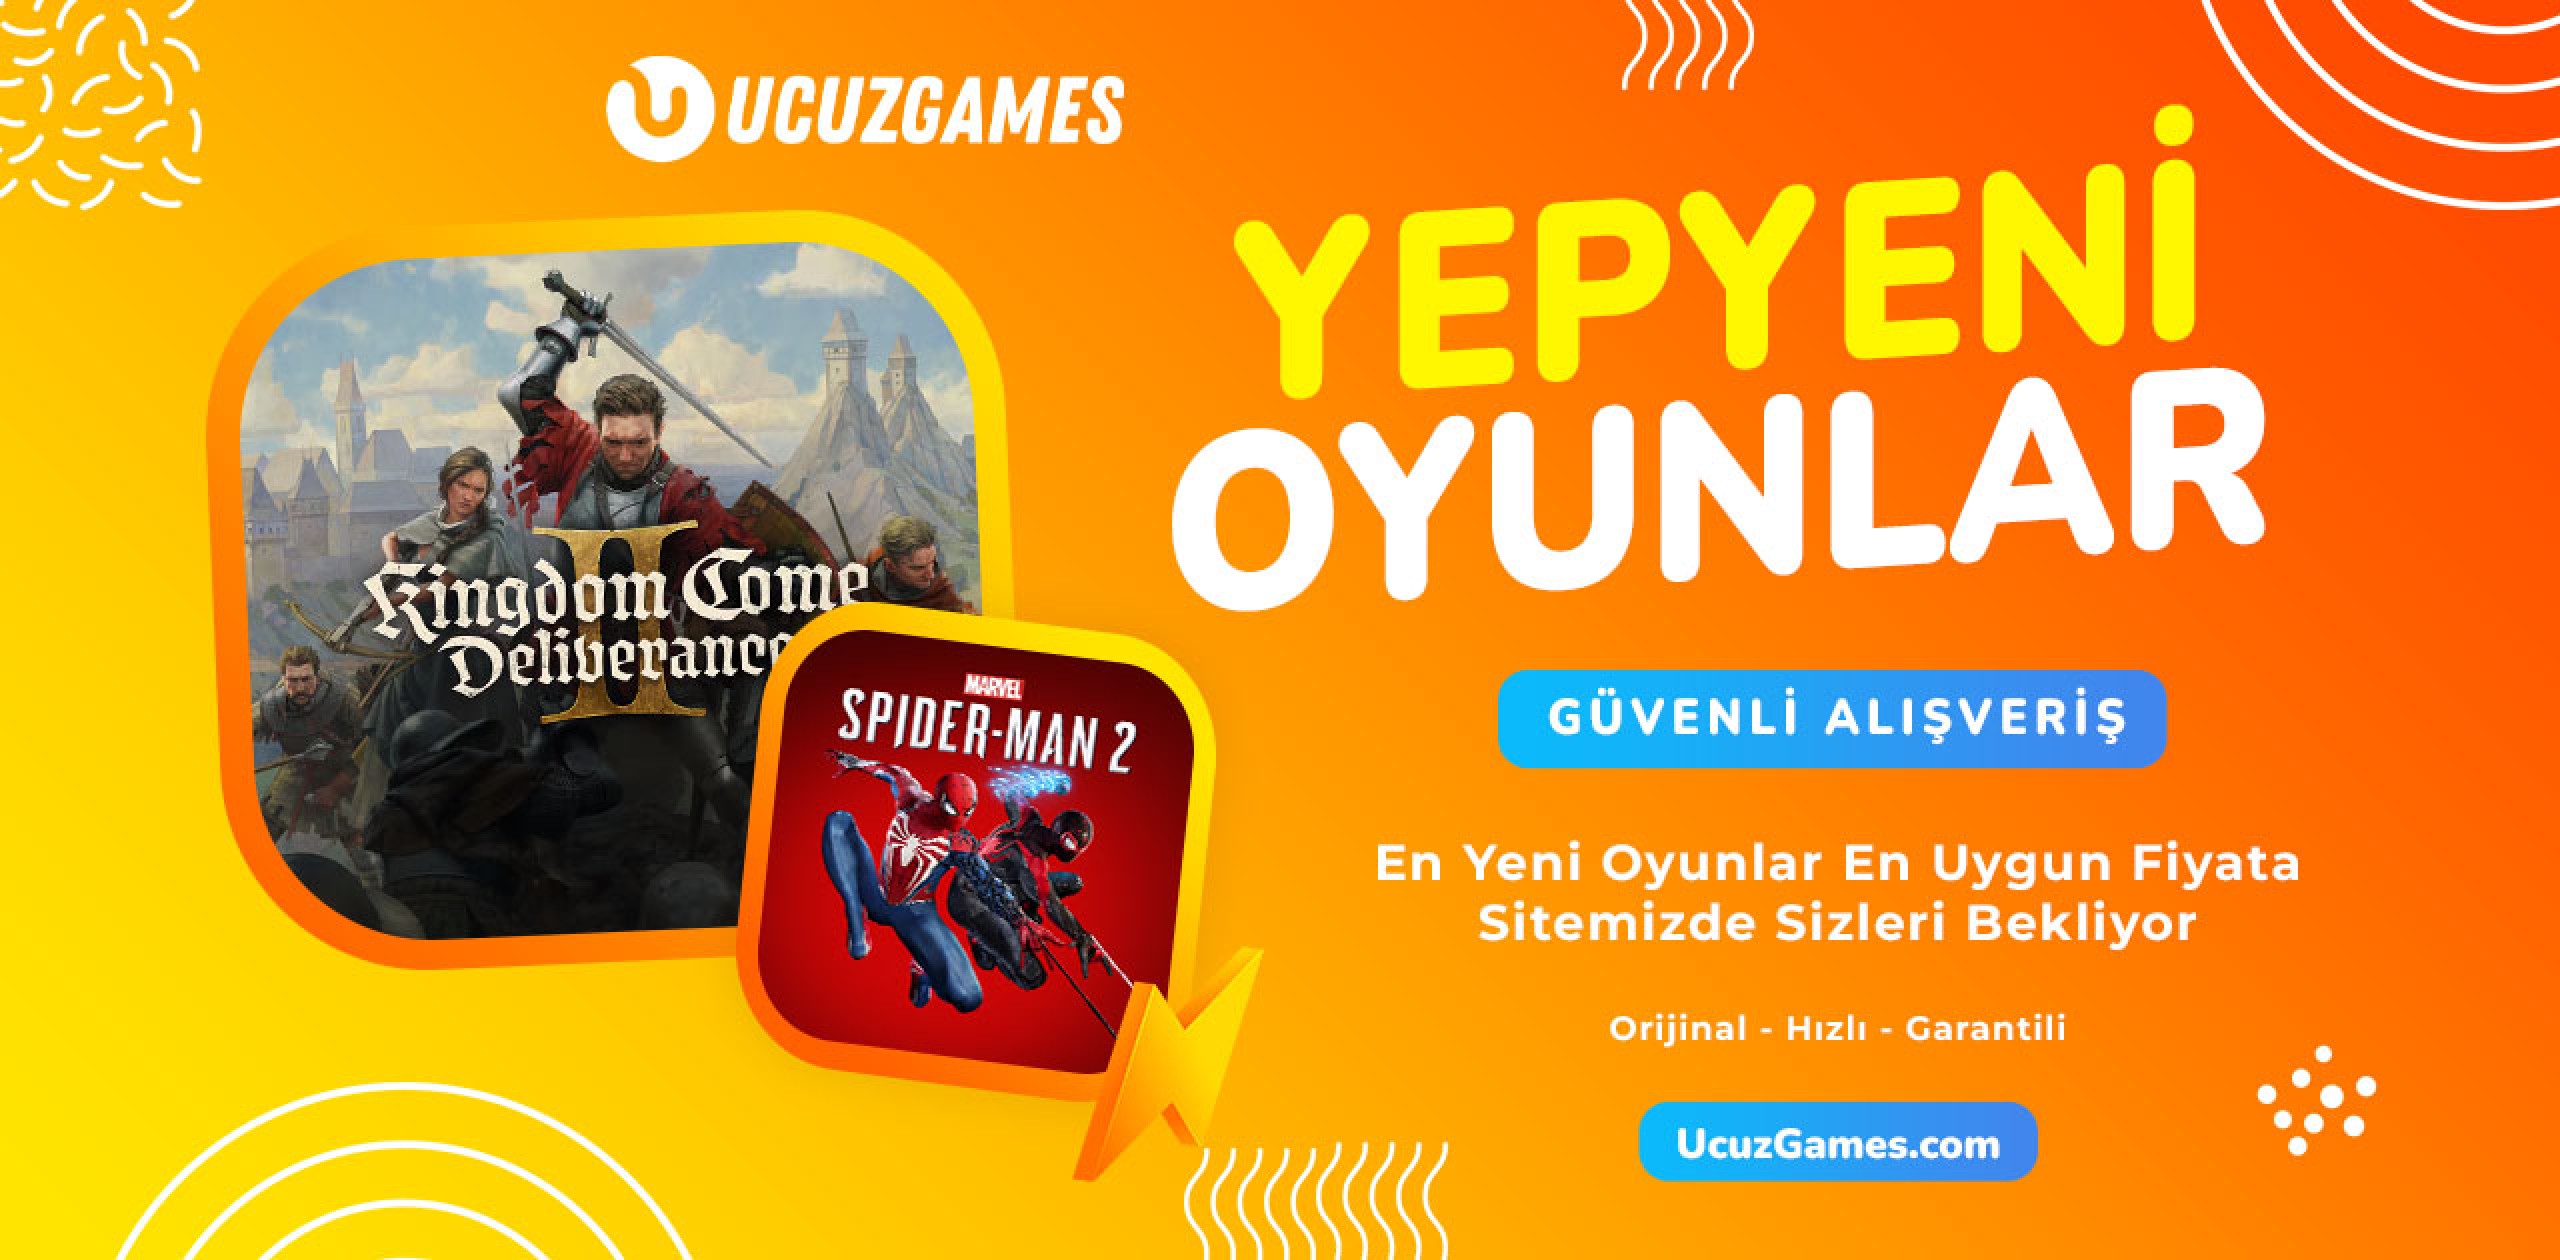 UCUZGAMES
YEPYENİ
OYUNLAR
Kingdom Come
Deliverance
II
MARVEL
SPIDER-MAN 2
GÜVENLİ ALIŞVERİŞ
En Yeni Oyunlar En Uygun Fiyata
Sitemizde Sizleri Bekliyor
Orijinal - Hızlı - Garantili
UcuzGames.com